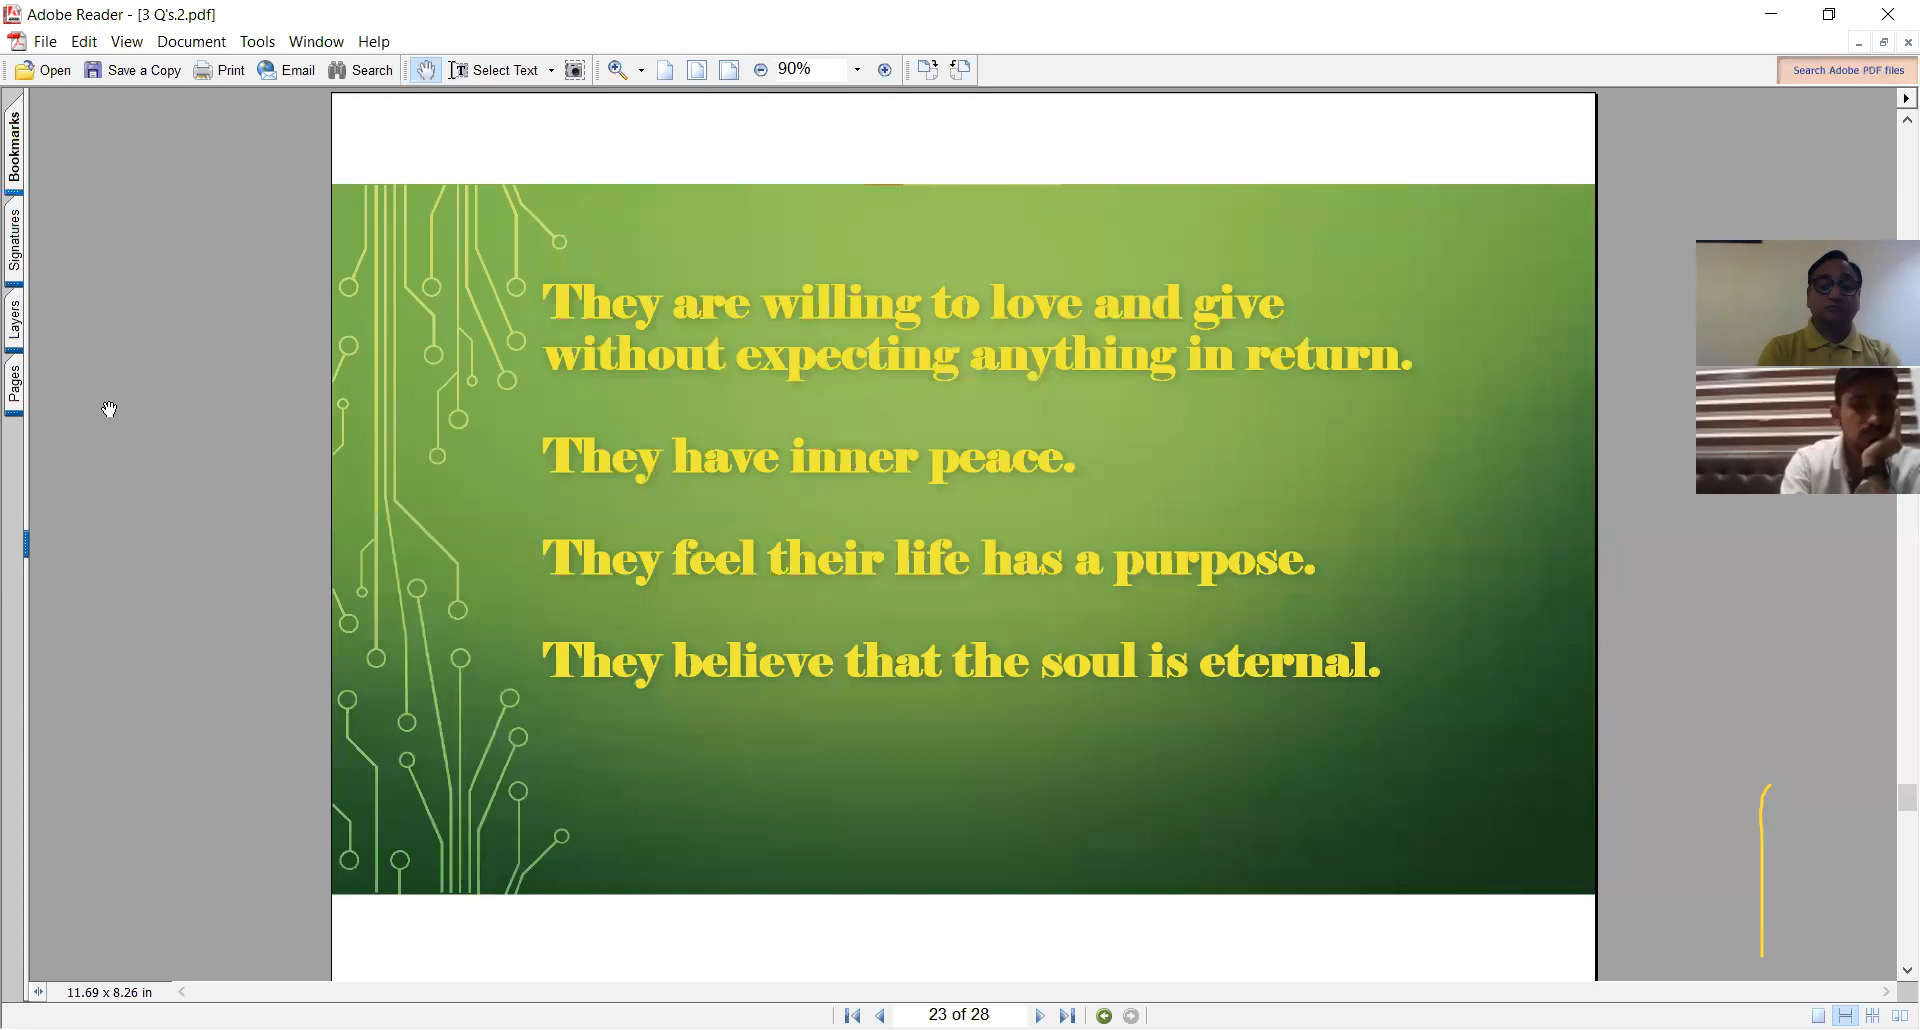 Adobe Reader - [3 Q's.2.pdf]
File Edit View Document Tools Window Help
Open Save a Copy Print Email Search Select Text 90% Search Adobe PDF files
Bookmarks
Signatures
Layers
Pages
They are willing to love and give
without expecting anything in return.
They have inner peace.
They feel their life has a purpose.
They believe that the soul is eternal.
11.69 x 8.26 in
23 of 28